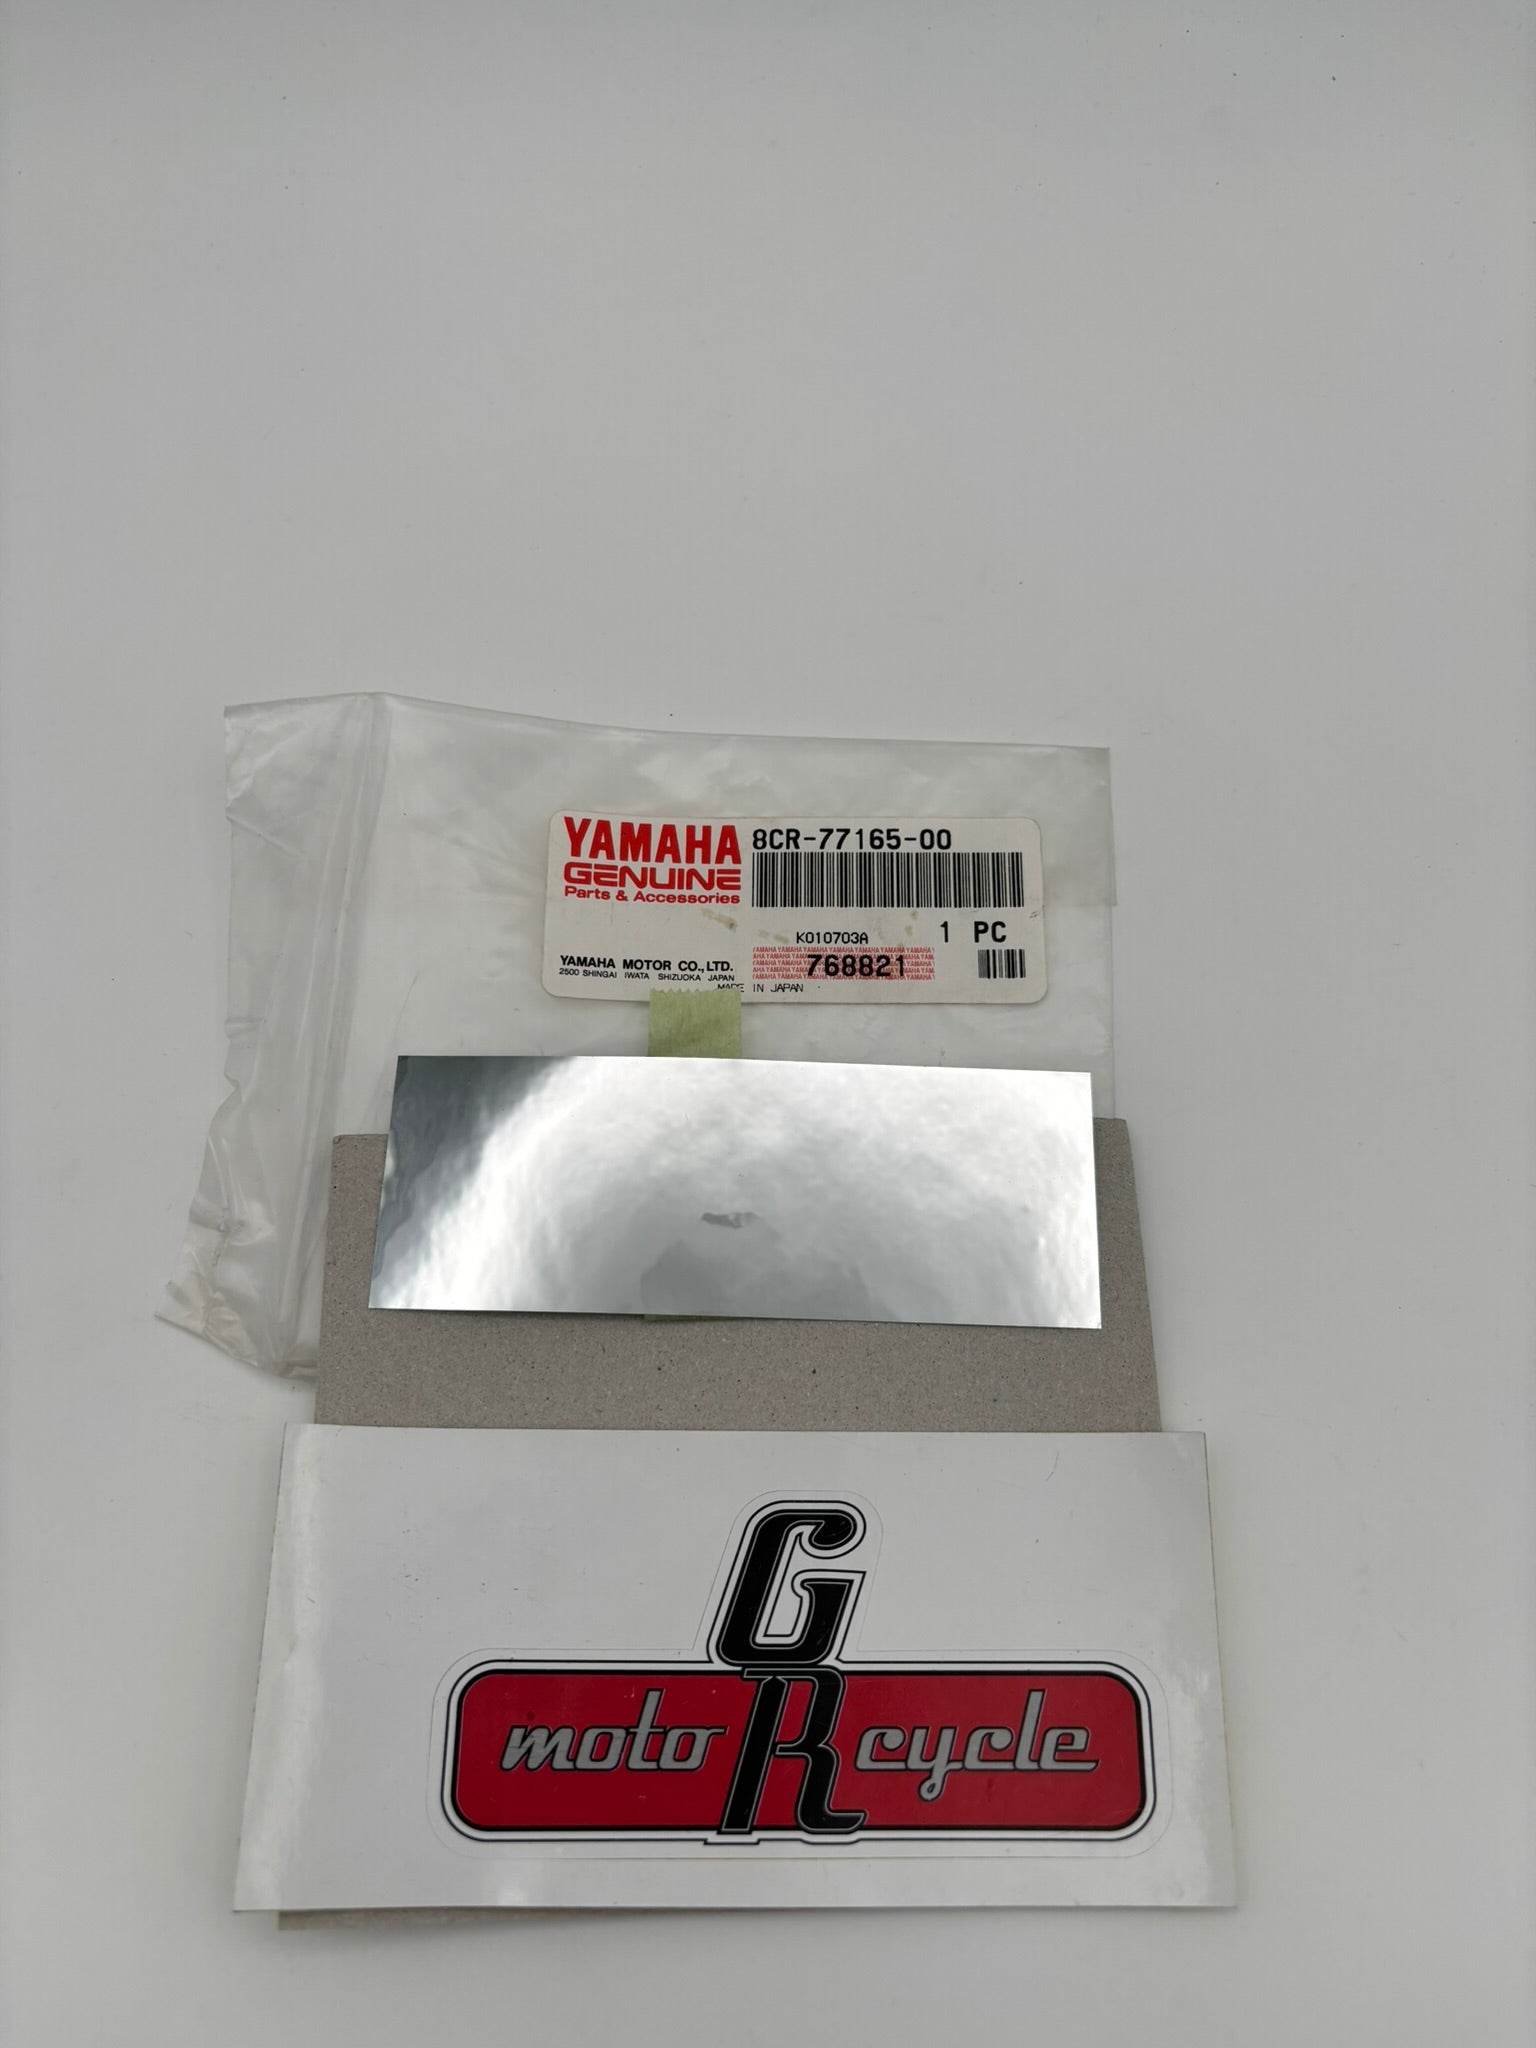 YAMAHA
GENUINE
Parts & Accessories
8CR-77165-00
K010703A
1 PC
YAMAHA MOTOR CO.,LTD.
2500 SHINGAI IWATA SHIZUOKA JAPAN
768821
MADE IN JAPAN
G
moto R cycle